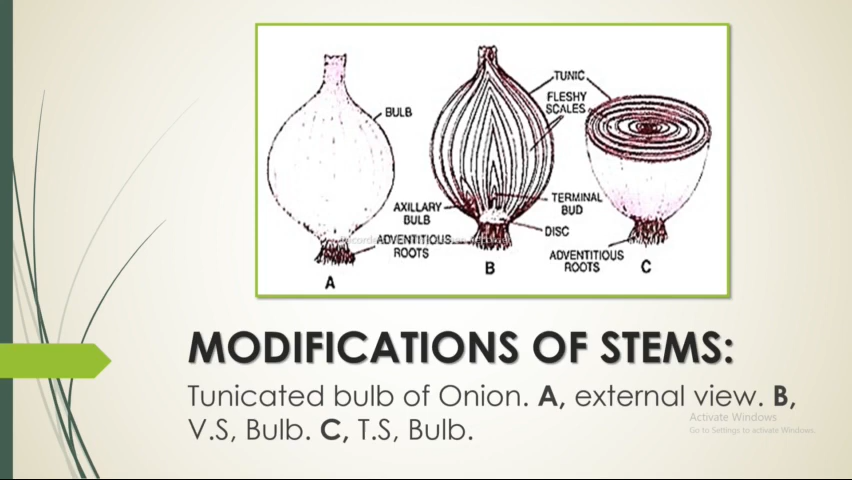 TUNIC
FLESHY
SCALES
BULB
AXILLARY
BULB
TERMINAL
BUD
DISC
ADVENTITIOUS
ROOTS
ADVENTITIOUS
ROOTS
A
B
C
MODIFICATIONS OF STEMS:
Tunicated bulb of Onion. A, external view. B,
V.S, Bulb. C, T.S, Bulb.
Activate Windows
Go to Settings to activate Windows.